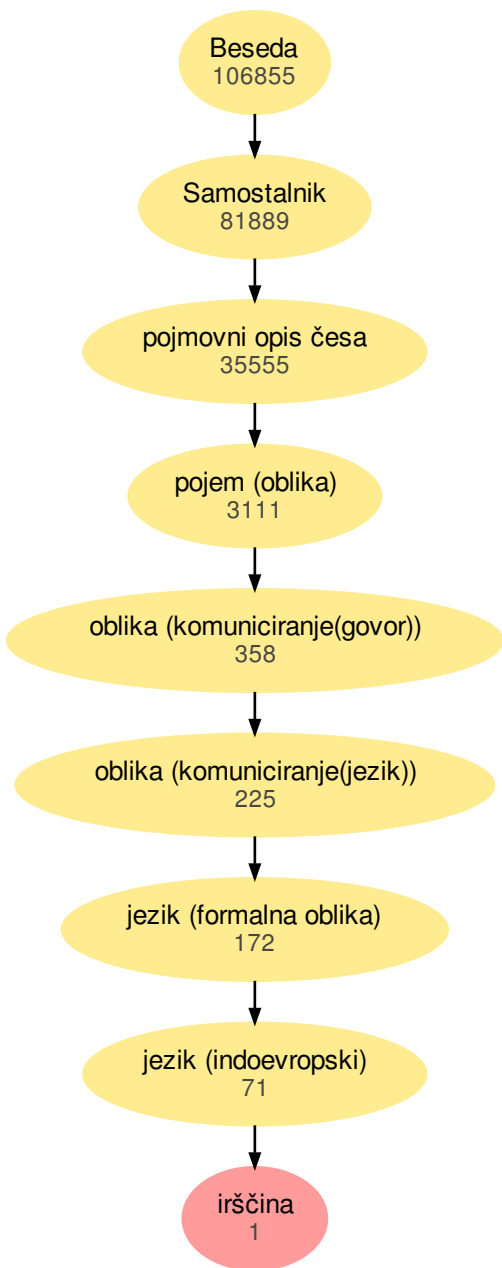 Beseda
106855
Samostalnik
81889
pojmovni opis česa
35555
pojem (oblika)
3111
oblika (komuniciranje(govor))
358
oblika (komuniciranje(jezik))
225
jezik (formalna oblika)
172
jezik (indoevropski)
71
irščina
1